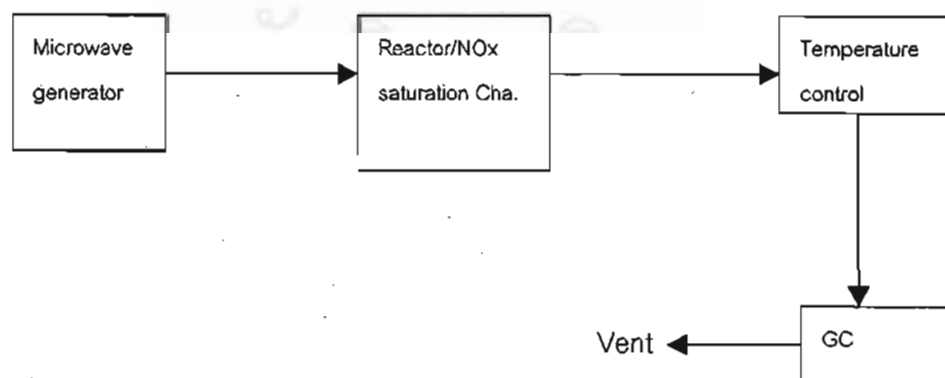 Microwave
generator
Reactor/NOx
saturation Cha.
Temperature
control
Vent
GC